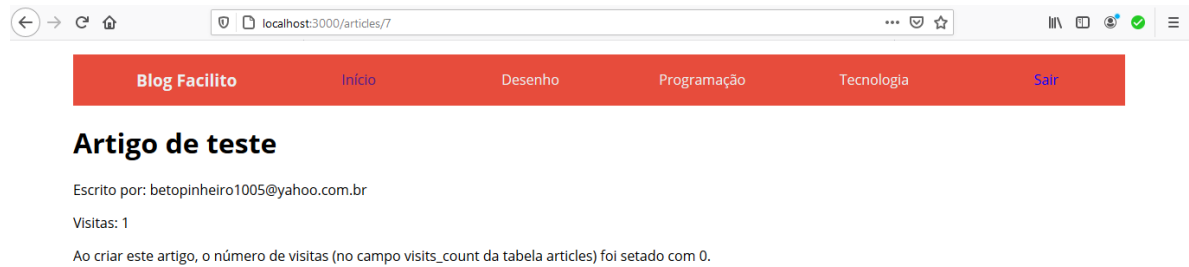 localhost:3000/articles/7
Blog Facilito Início Desenho Programação Tecnologia Sair
Artigo de teste
Escrito por: betopinheiro1005@yahoo.com.br
Visitas: 1
Ao criar este artigo, o número de visitas (no campo visits_count da tabela articles) foi setado com 0.